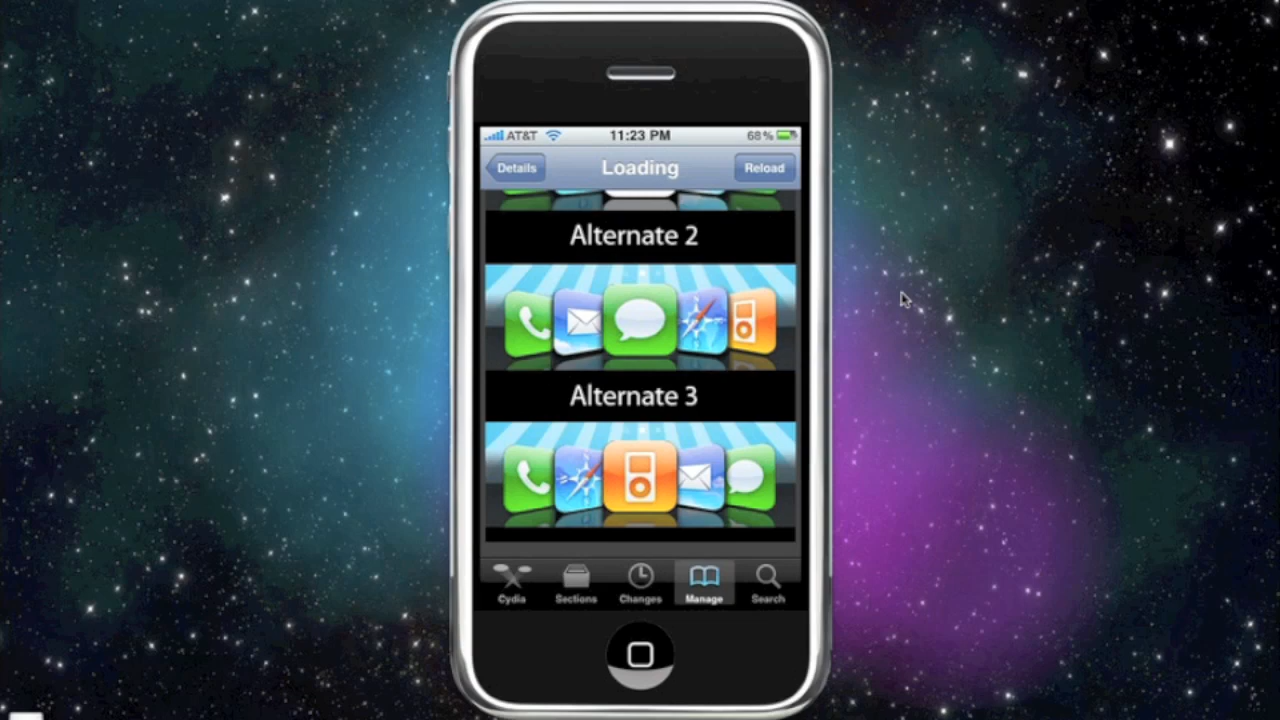 AT&T 11:23 PM 68%
Details Loading Reload
Alternate 2
Alternate 3
Cydia Sections Changes Manage Search